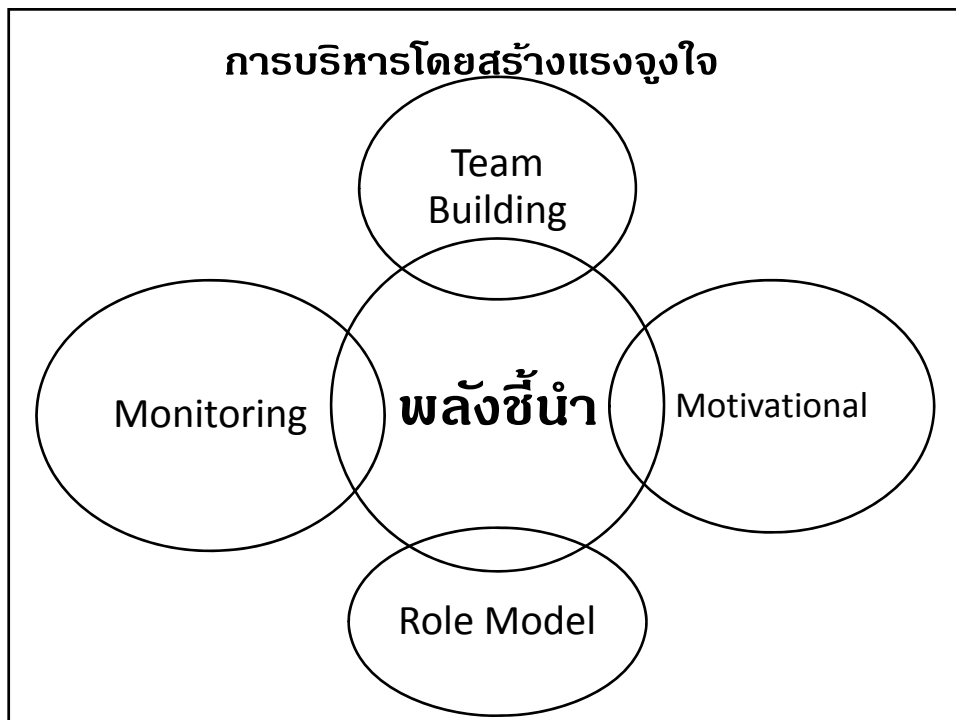 การบริหารโดยสร้างแรงจูงใจ
Team
Building
Monitoring
พลังชี้นำ
Motivational
Role Model